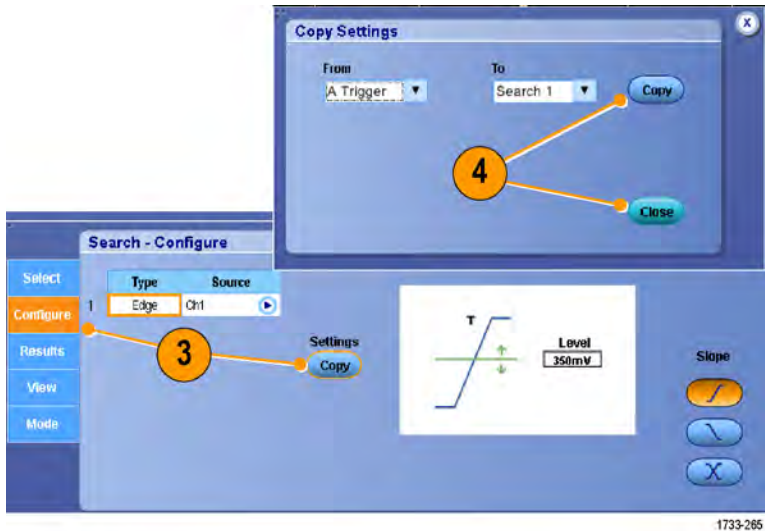 Copy Settings
X
From To
A Trigger Search 1 Copy
4
Close
Search - Configure
Select Type Source
1 Edge Ch1
Configure
3
Settings
Copy
T
Level
350mV
Slope
Results
View
Mode
1733-265